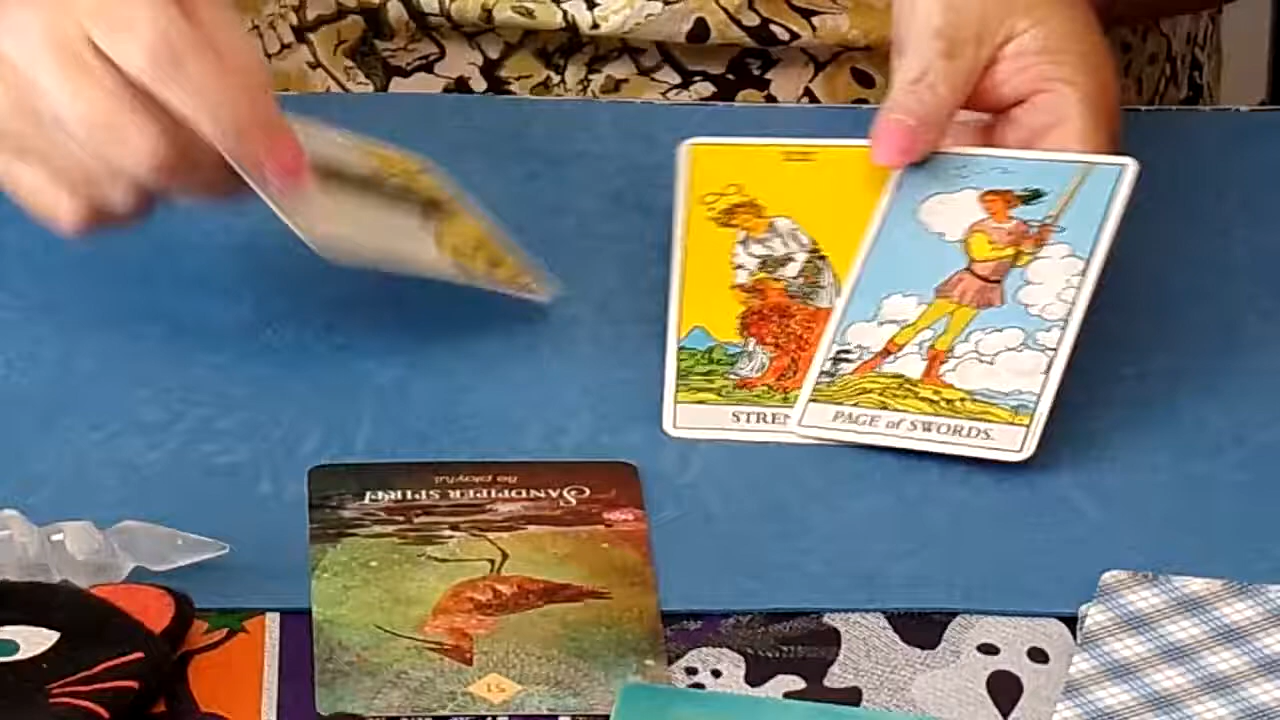 STREN
PAGE of SWORDS.
Be playful
SANDPIPER SPIRIT
51